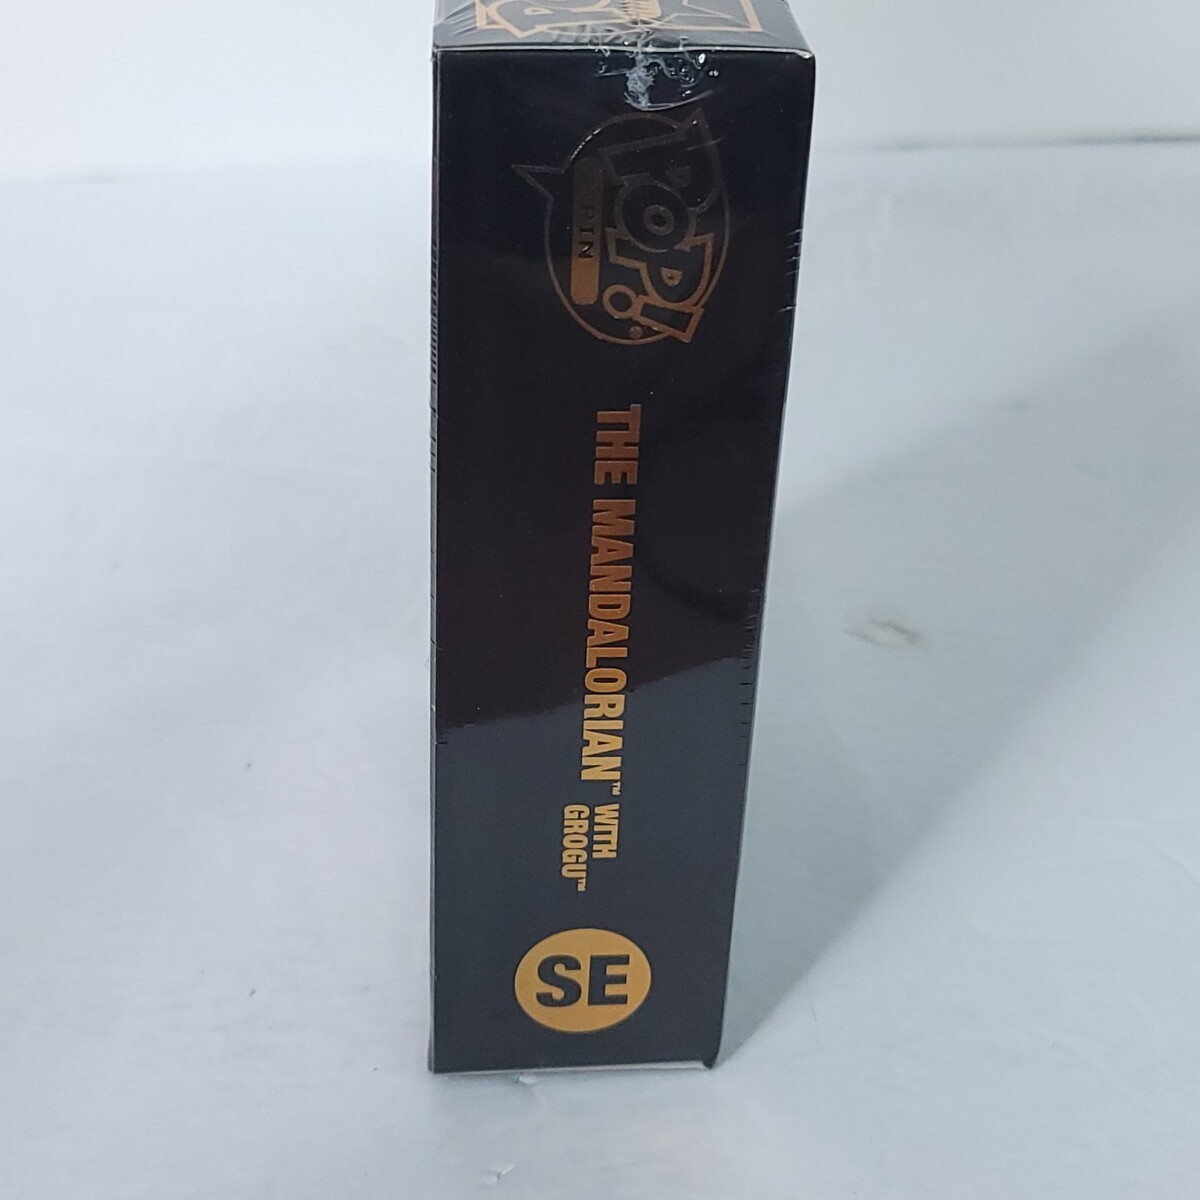 POP!
PIN
®
THE MANDALORIAN™ WITH
GROGU™
SE